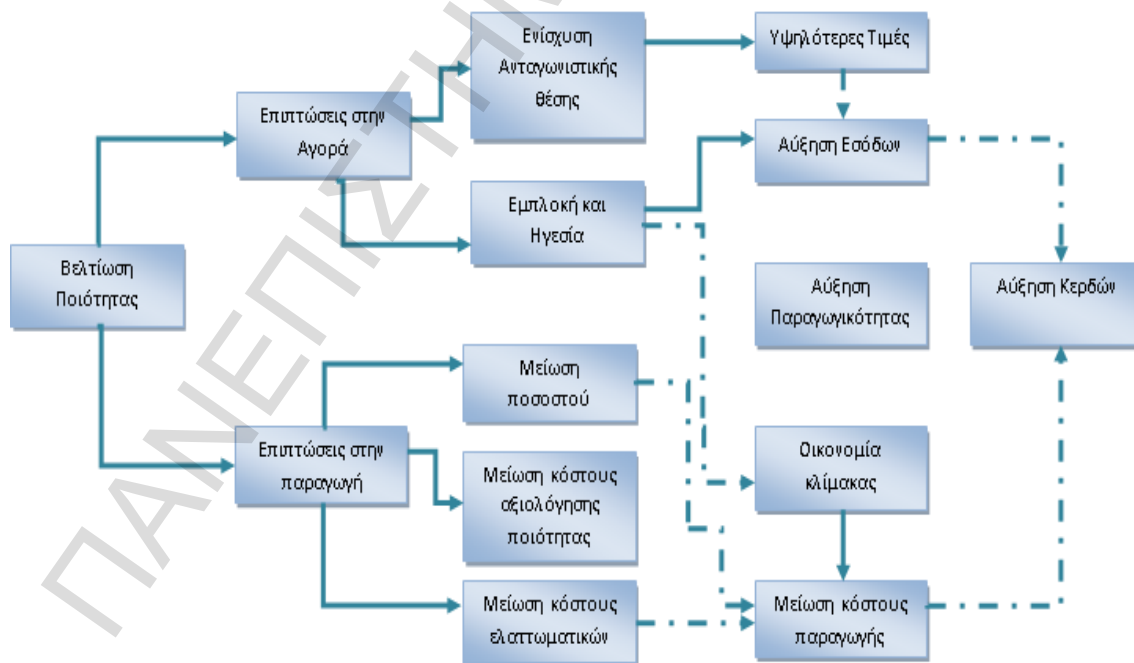 Βελτίωση
Ποιότητας
Επιπτώσεις στην
Αγορά
Επιπτώσεις στην
παραγωγή
Ενίσχυση
Ανταγωνιστικής
θέσης
Εμπλοκή και
Ηγεσία
Μείωση
ποσοστού
Μείωση κόστους
αξιολόγησης
ποιότητας
Μείωση κόστους
ελαττωματικών
Υψηλότερες Τιμές
Αύξηση Εσόδων
Αύξηση
Παραγωγικότητας
Οικονομία
κλίμακας
Μείωση κόστους
παραγωγής
Αύξηση Κερδών